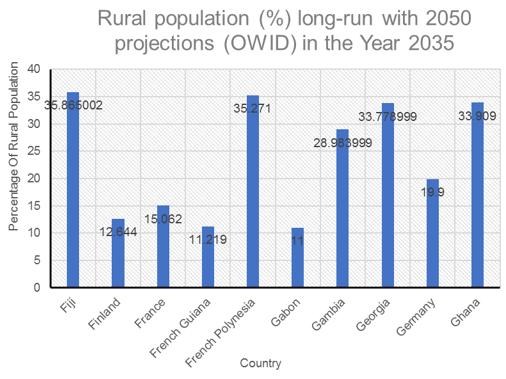 Rural population (%) long-run with 2050
projections (OWID) in the Year 2035
Percentage Of Rural Population
40
35
30
25
20
15
10
5
0
35.865002
12.644
15.062
11.219
35.271
11
28.983999
33.778999
19.9
33.909
Fiji
Finland
France
French Guiana
French Polynesia
Gabon
Gambia
Georgia
Germany
Ghana
Country